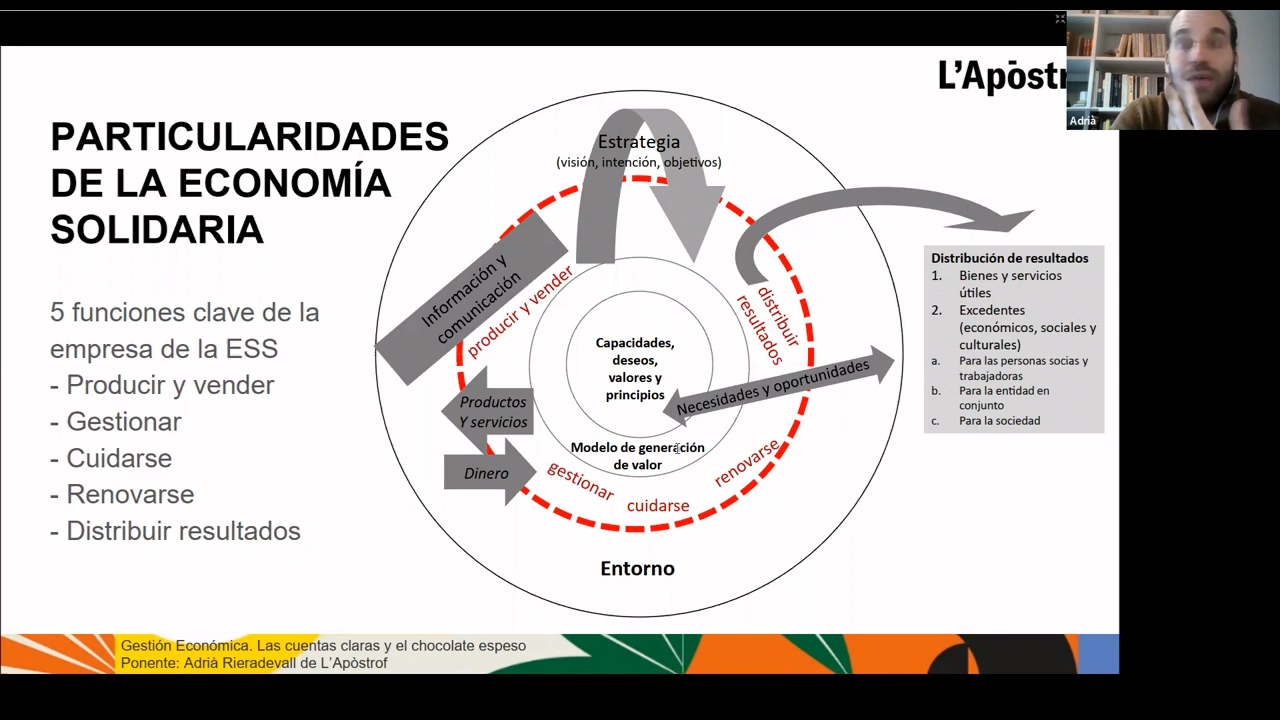 L'Apòstr
Adrià
PARTICULARIDADES
DE LA ECONOMÍA
SOLIDARIA
5 funciones clave de la
empresa de la ESS
- Producir y vender
- Gestionar
- Cuidarse
- Renovarse
- Distribuir resultados
Estrategia
(visión, intención, objetivos)
Información y
comunicación
producir y vender
distribuir
resultados
Capacidades,
deseos,
valores y
principios
Necesidades y oportunidades
Productos
Y servicios
Dinero
Modelo de generación
de valor
gestionar
cuidarse
renovarse
Entorno
Distribución de resultados
1. Bienes y servicios
útiles
2. Excedentes
(económicos, sociales y
culturales)
a. Para las personas socias y
trabajadoras
b. Para la entidad en
conjunto
c. Para la sociedad
Gestión Económica. Las cuentas claras y el chocolate espeso
Ponente: Adrià Rieradevall de L'Apòstrof